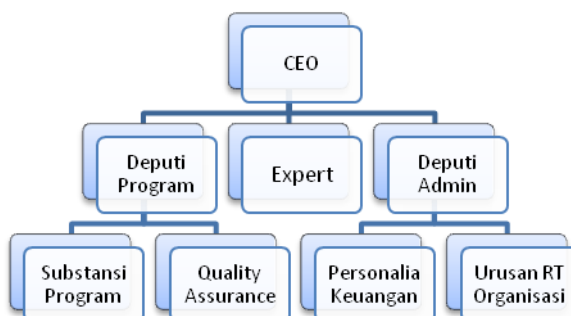 CEO
Deputi
Program
Expert
Deputi
Admin
Substansi
Program
Quality
Assurance
Personalia
Keuangan
Urusan RT
Organisasi